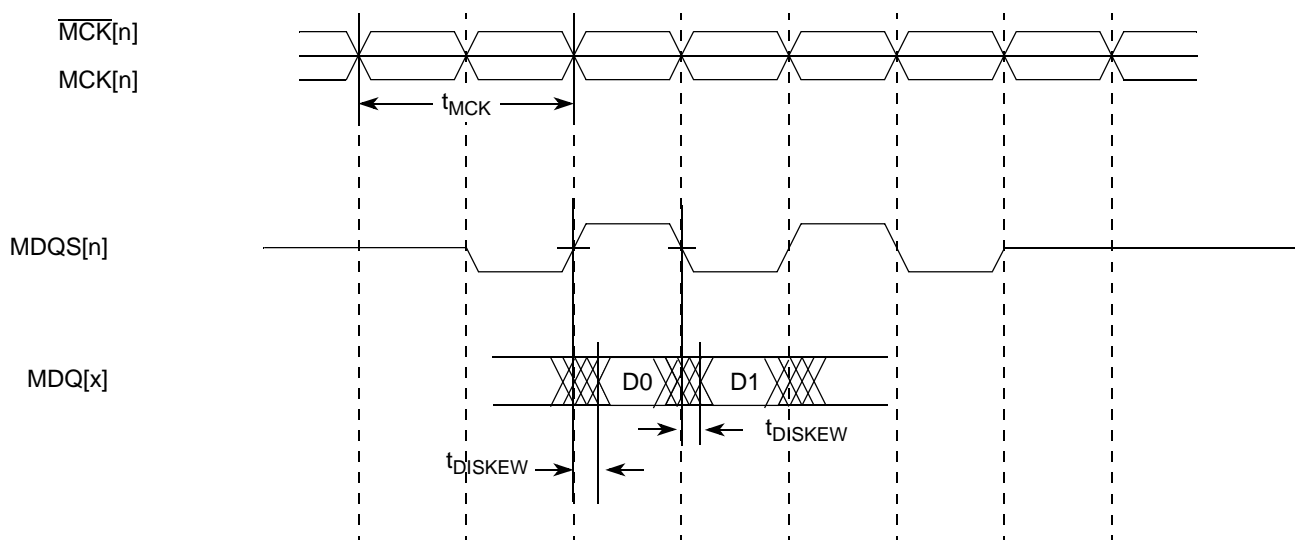 MCK[n]
MCK[n]
tMCK
MDQS[n]
MDQ[x]
D0
D1
tDISKEW
tDISKEW